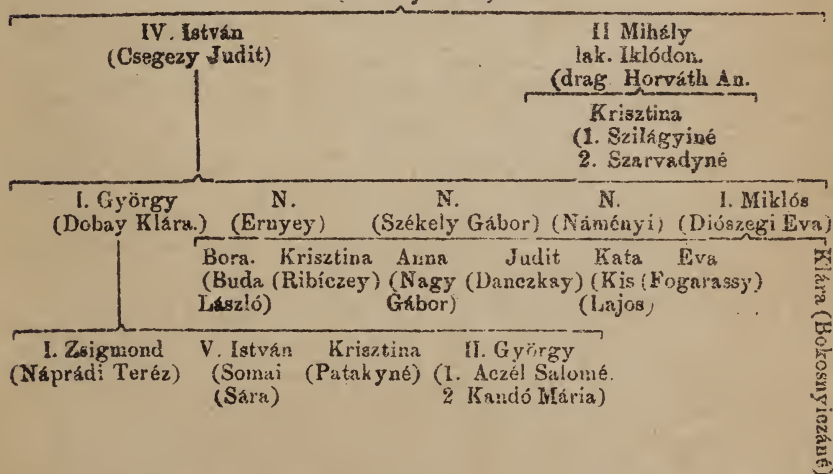 IV. István II Mihály
(Csegezy Judit) lak. Iklódon.
(drag Horváth An.
Krisztina
(1. Szilágyiné
2. Szarvadyné
I. György N. N. N. I. Miklós
(Dobay Klára.) (Ernyey) (Székely Gábor) (Náményi) (Diószegi Eva)
Bora. Krisztina Anna Judit Kata Eva
(Buda (Ribíczey) (Nagy (Danczkay) (Kis (Fogarassy)
László) Gábor) (Lajos)
Klára (Bokosnyiczáné)
I. Zsigmond V. István Krisztina II. György
(Náprádi Teréz) (Somai (Patakyné) (1. Aczél Salomé.
(Sára) 2 Kandó Mária)